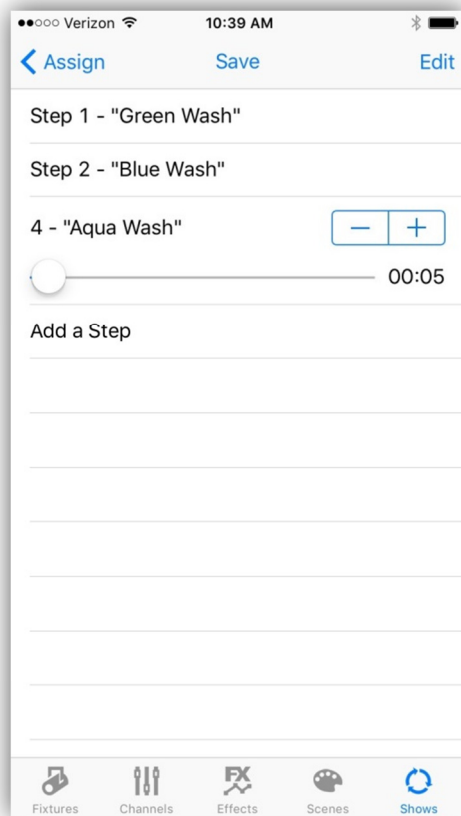 Verizon 10:39 AM
Assign Save Edit
Step 1 - "Green Wash"
Step 2 - "Blue Wash"
4 - "Aqua Wash" − +
00:05
Add a Step
FX
Fixtures Channels Effects Scenes Shows